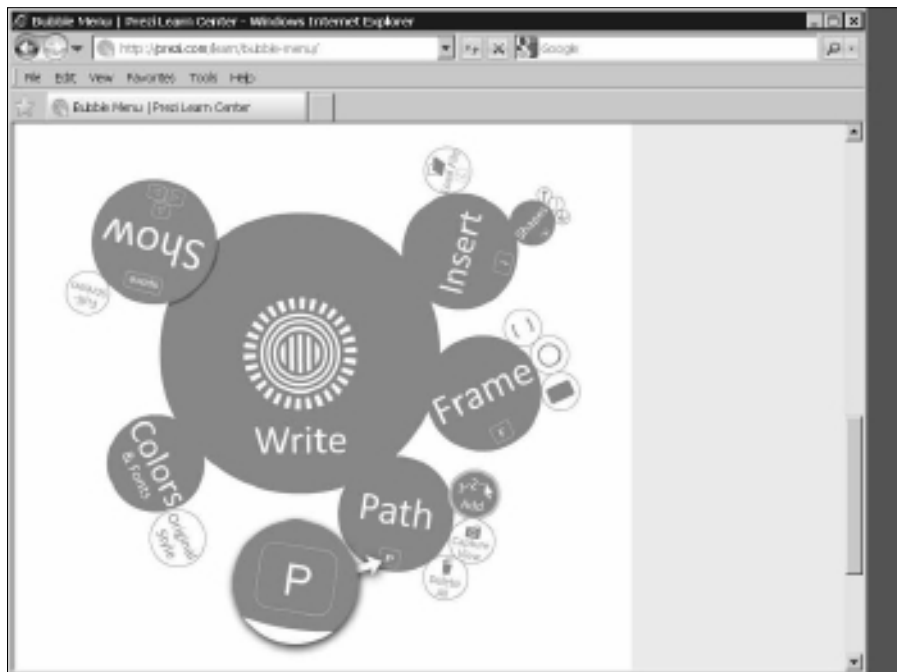 Bubble Menu | Prezi Learn Center - Windows Internet Explorer
http://prezi.com/learn/bubble-menu/
Google
File Edit View Favorites Tools Help
Bubble Menu | Prezi Learn Center
Show
Insert
Shapes
Frame
F
Write
Colors
& Fonts
Original
Style
Path
P
1-2-
Add
Capture
View
Delete
All
P